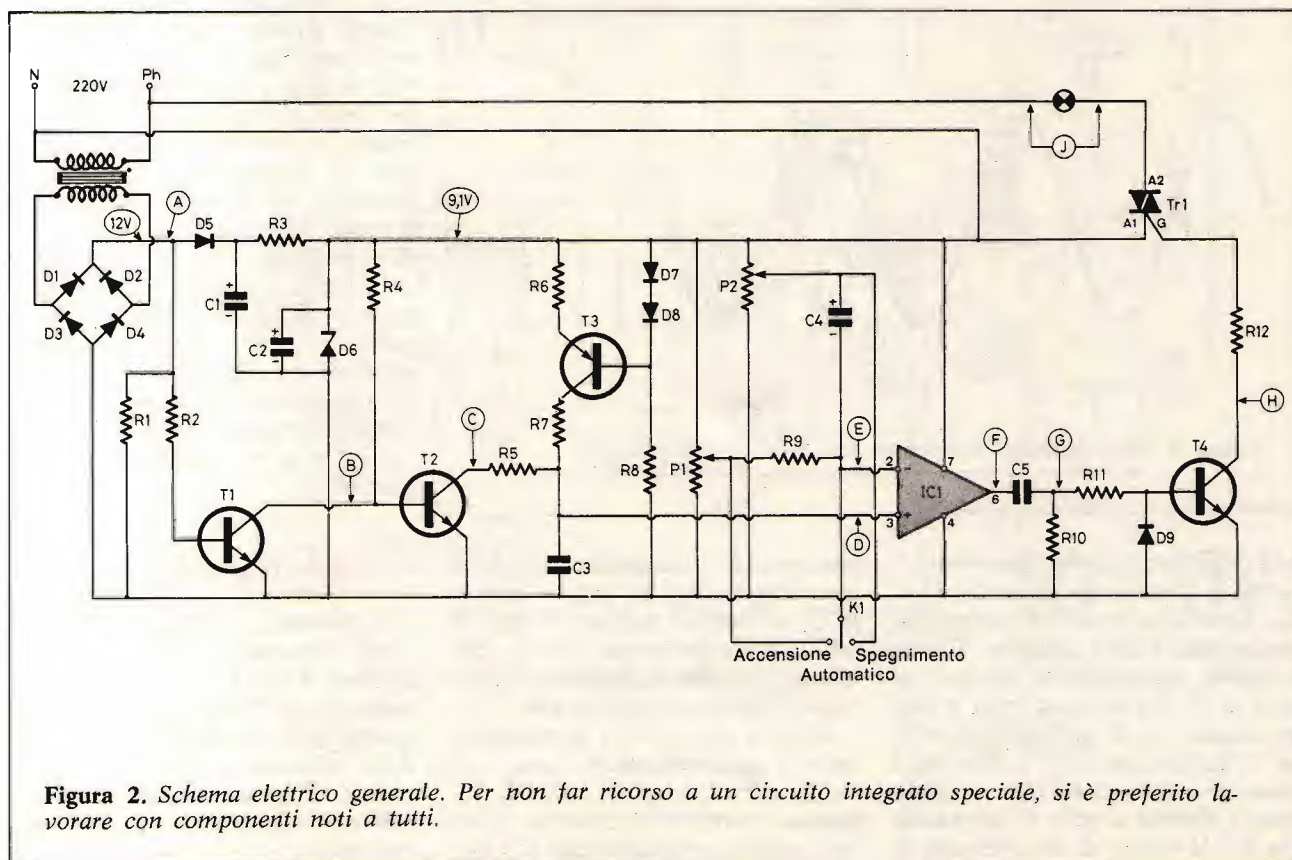 N 220V Ph
J
A2
Tr1
A1 G
12V A D5 R3 9,1V
D1 D2
D3 D4
C1 + -
C2 + -
D6
R4
R6
D7
D8
T3
P2
C4 + -
R12
H
R1 R2
C
R5
R7
R8
P1
R9
E
2 - 7
IC1
F C5 G
6
R11
T4
3 + 4
D
R10
D9
T1
B
T2
C3
K1
Accensione Spegnimento
Automatico
Figura 2. Schema elettrico generale. Per non far ricorso a un circuito integrato speciale, si è preferito la-
vorare con componenti noti a tutti.